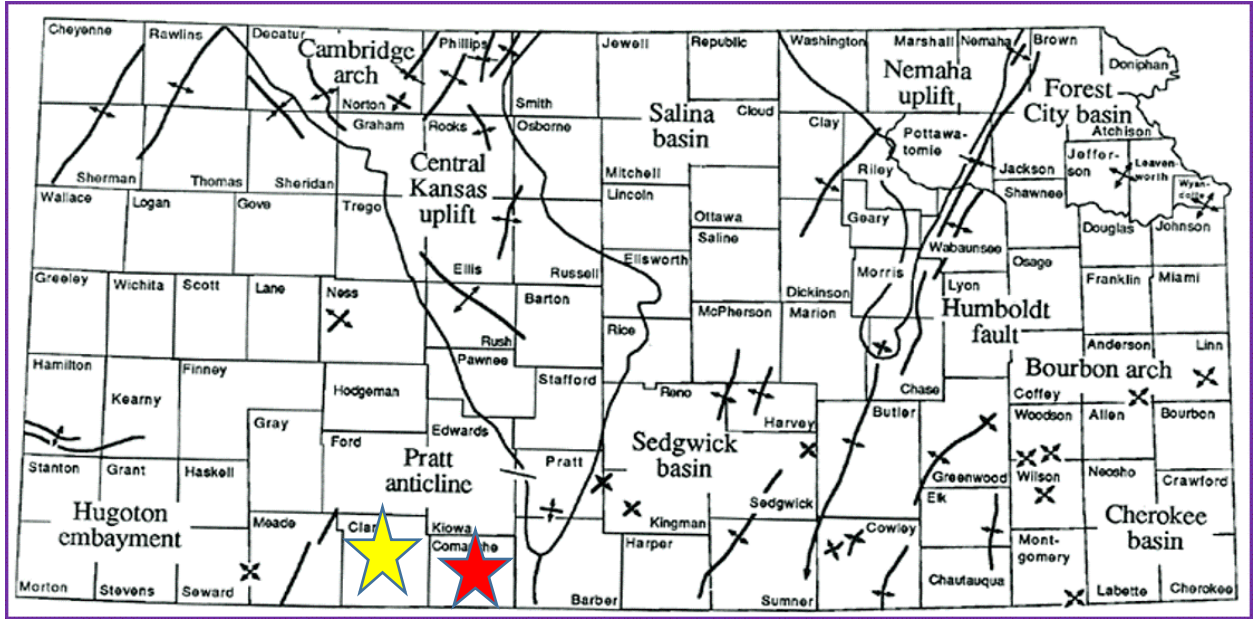 Cheyenne
Rawlins
Decatur
Cambridge
arch
Phillips
Norton
Smith
Jewell
Republic
Washington
Marshall
Nemaha
Nemaha
uplift
Brown
Doniphan
Forest
City basin
Atchison
Sherman
Thomas
Sheridan
Graham
Rooks
Osborne
Central
Kansas
uplift
Salina
basin
Cloud
Mitchell
Clay
Riley
Pottawa-
tomie
Jackson
Jeffer-
son
Leaven-
worth
Wyan-
dotte
Wallace
Logan
Gove
Trego
Ellis
Russell
Lincoln
Ottawa
Saline
Ellsworth
Geary
Wabaunsee
Shawnee
Douglas
Johnson
Osage
Greeley
Wichita
Scott
Lane
Ness
Rush
Barton
Rice
McPherson
Dickinson
Marion
Morris
Lyon
Franklin
Miami
Humboldt
fault
Hamilton
Kearny
Finney
Hodgeman
Pawnee
Stafford
Reno
Harvey
Chase
Coffey
Anderson
Linn
Bourbon arch
Gray
Ford
Edwards
Pratt
anticline
Pratt
Sedgwick
basin
Sedgwick
Butler
Greenwood
Woodson
Allen
Bourbon
Stanton
Grant
Haskell
Hugoton
embayment
Meade
Kiowa
Kingman
Elk
Wilson
Neosho
Crawford
Cherokee
basin
Morton
Stevens
Seward
Barber
Harper
Sumner
Cowley
Chautauqua
Mont-
gomery
Labette
Cherokee